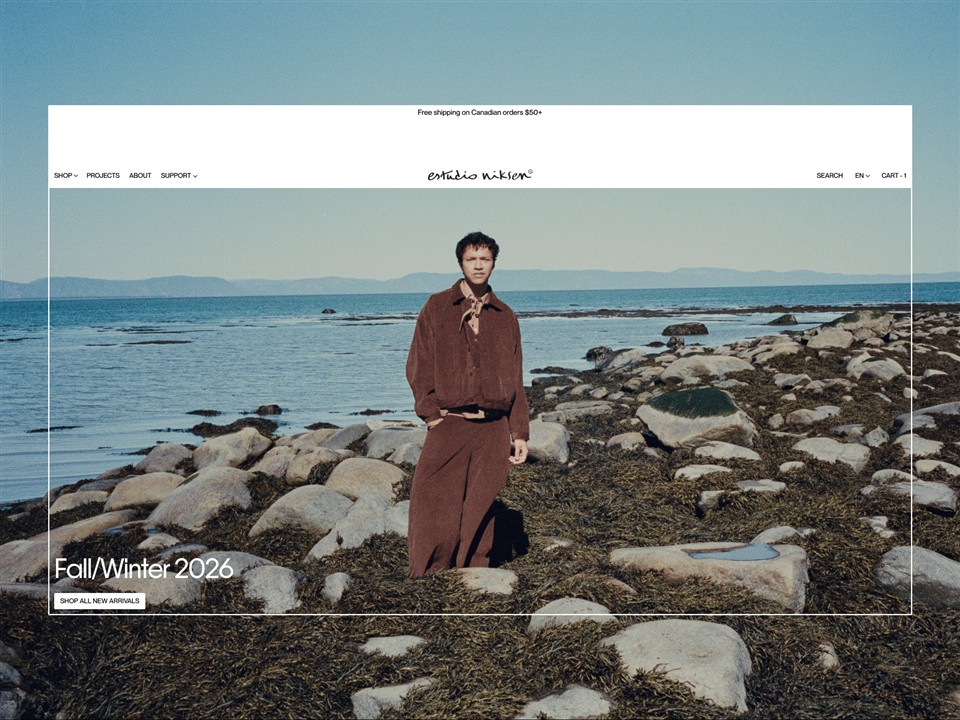 Free shipping on Canadian orders $50+
SHOP PROJECTS ABOUT SUPPORT
estudio niksen
SEARCH EN CART - 1
Fall/Winter 2026
SHOP ALL NEW ARRIVALS